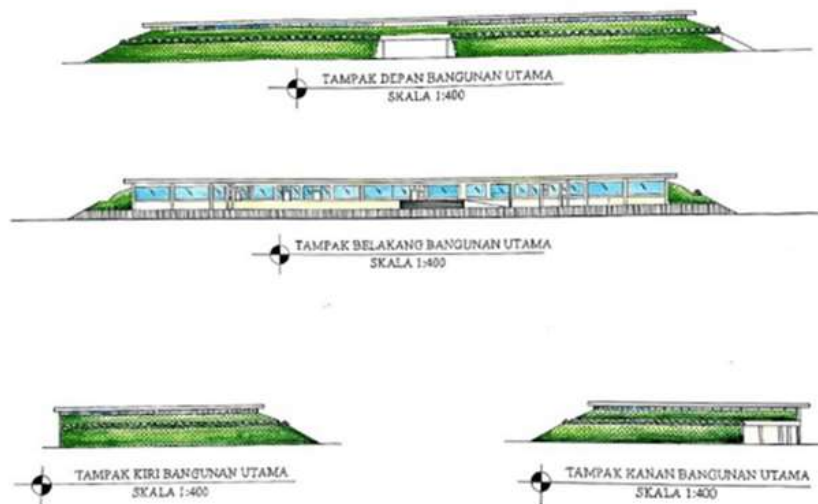 TAMPAK DEPAN BANGUNAN UTAMA
SKALA 1:400
TAMPAK BELAKANG BANGUNAN UTAMA
SKALA 1:400
TAMPAK KIRI BANGUNAN UTAMA
SKALA 1:400
TAMPAK KANAN BANGUNAN UTAMA
SKALA 1:400